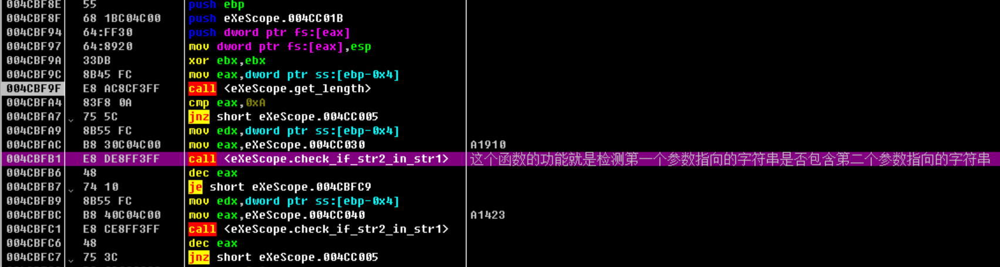 004CBF8E 55 push ebp
004CBF8F 68 1BC04C00 push eXeScope.004CC01B
004CBF94 64:FF30 push dword ptr fs:[eax]
004CBF97 64:8920 mov dword ptr fs:[eax],esp
004CBF9A 33DB xor ebx,ebx
004CBF9C 8B45 FC mov eax,dword ptr ss:[ebp-0x4]
004CBF9F E8 AC8CF3FF call <eXeScope.get_length>
004CBFA4 83F8 0A cmp eax,0xA
004CBFA7 75 5C jnz short eXeScope.004CC005
004CBFA9 8B55 FC mov edx,dword ptr ss:[ebp-0x4]
004CBFAC B8 30C04C00 mov eax,eXeScope.004CC030 A1910
004CBFB1 E8 DE8FF3FF call <eXeScope.check_if_str2_in_str1> 这个函数的功能就是检测第一个参数指向的字符串是否包含第二个参数指向的字符串
004CBFB6 48 dec eax
004CBFB7 74 10 je short eXeScope.004CBFC9
004CBFB9 8B55 FC mov edx,dword ptr ss:[ebp-0x4]
004CBFBC B8 40C04C00 mov eax,eXeScope.004CC040 A1423
004CBFC1 E8 CE8FF3FF call <eXeScope.check_if_str2_in_str1>
004CBFC6 48 dec eax
004CBFC7 75 3C jnz short eXeScope.004CC005